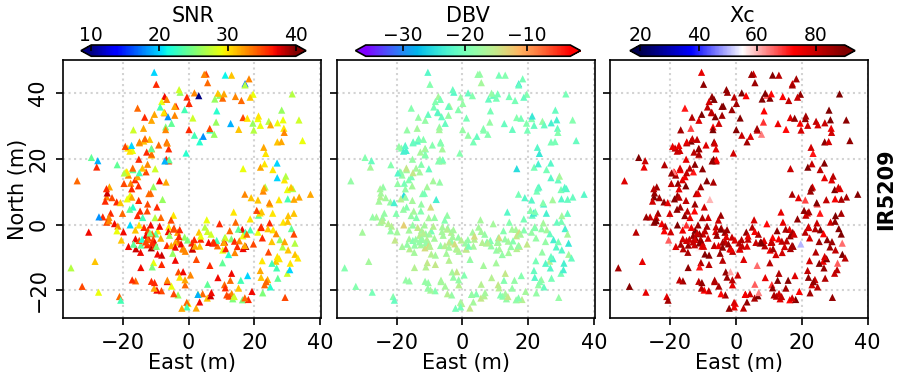 SNR DBV Xc
10 20 30 40 −30 −20 −10 20 40 60 80
40
20
0
−20
North (m)
IR5209
−20 0 20 40 −20 0 20 40 −20 0 20 40
East (m) East (m) East (m)